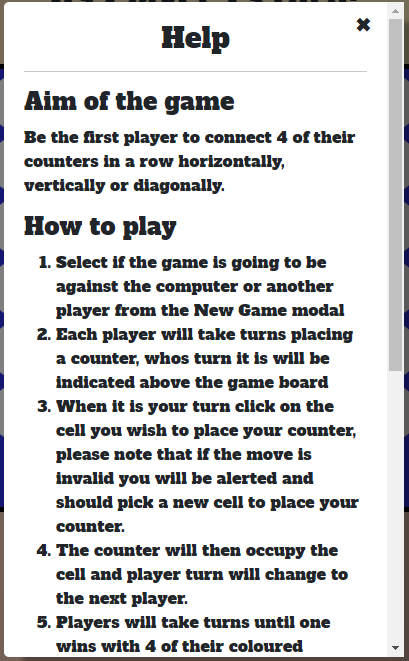 Help
Aim of the game
Be the first player to connect 4 of their
counters in a row horizontally,
vertically or diagonally.
How to play
1. Select if the game is going to be
against the computer or another
player from the New Game modal
2. Each player will take turns placing
a counter, whos turn it is will be
indicated above the game board
3. When it is your turn click on the
cell you wish to place your counter,
please note that if the move is
invalid you will be alerted and
should pick a new cell to place your
counter.
4. The counter will then occupy the
cell and player turn will change to
the next player.
5. Players will take turns until one
wins with 4 of their coloured